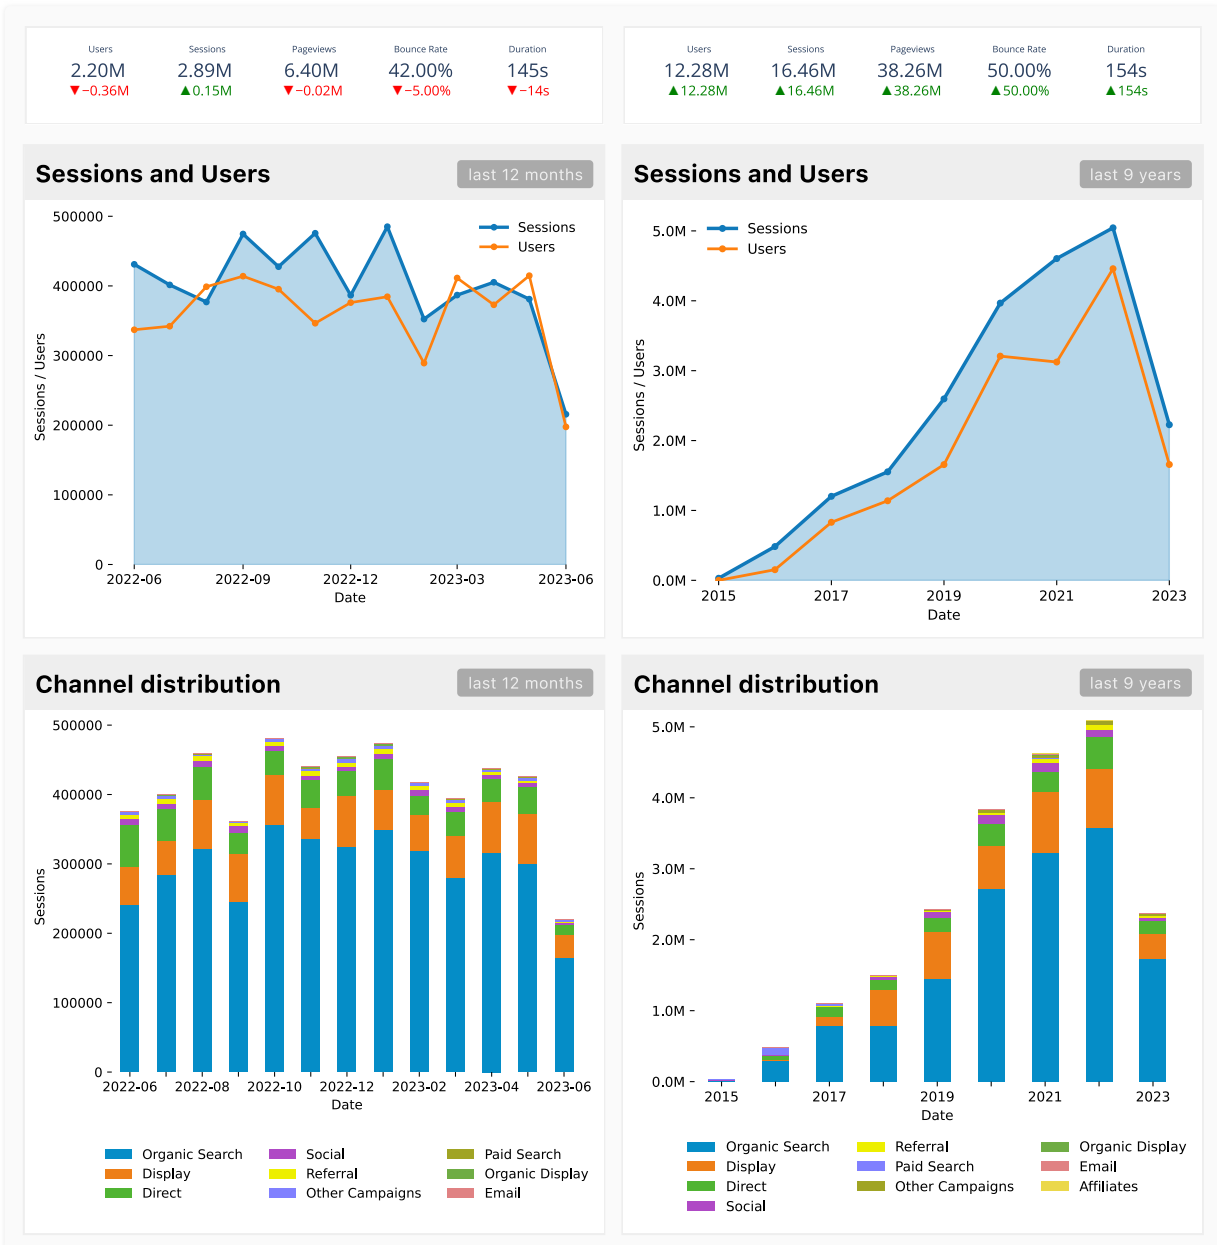 Users Sessions Pageviews Bounce Rate Duration
2.20M 2.89M 6.40M 42.00% 145s
▼−0.36M ▲0.15M ▼−0.02M ▼−5.00% ▼−14s
Users Sessions Pageviews Bounce Rate Duration
12.28M 16.46M 38.26M 50.00% 154s
▲12.28M ▲16.46M ▲38.26M ▲50.00% ▲154s
Sessions and Users last 12 months
500000
400000
300000
200000
100000
0
Sessions / Users
Sessions
Users
2022-06 2022-09 2022-12 2023-03 2023-06
Date
Sessions and Users last 9 years
5.0M
4.0M
3.0M
2.0M
1.0M
0.0M
Sessions / Users
Sessions
Users
2015 2017 2019 2021 2023
Date
Channel distribution last 12 months
500000
400000
300000
200000
100000
0
Sessions
2022-06 2022-08 2022-10 2022-12 2023-02 2023-04 2023-06
Date
Organic Search Social Paid Search
Display Referral Organic Display
Direct Other Campaigns Email
Channel distribution last 9 years
5.0M
4.0M
3.0M
2.0M
1.0M
0.0M
Sessions
2015 2017 2019 2021 2023
Date
Organic Search Referral Organic Display
Display Paid Search Email
Direct Other Campaigns Affiliates
Social